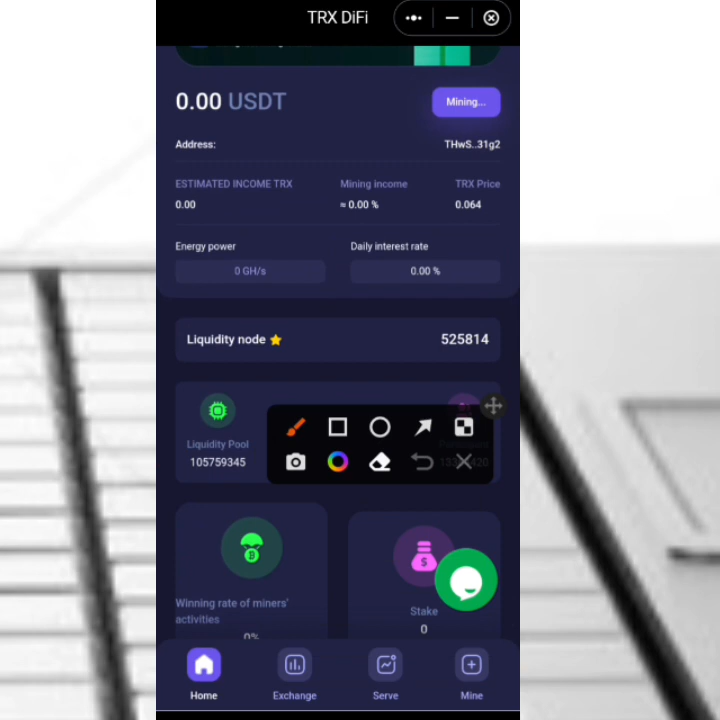 TRX DiFi
0.00 USDT
Mining...
Address:
THwS..31g2
ESTIMATED INCOME TRX
Mining income
TRX Price
0.00
≈ 0.00 %
0.064
Energy power
Daily interest rate
0 GH/s
0.00 %
Liquidity node
525814
Liquidity Pool
105759345
Winning rate of miners'
activities
0%
Stake
0
Home
Exchange
Serve
Mine